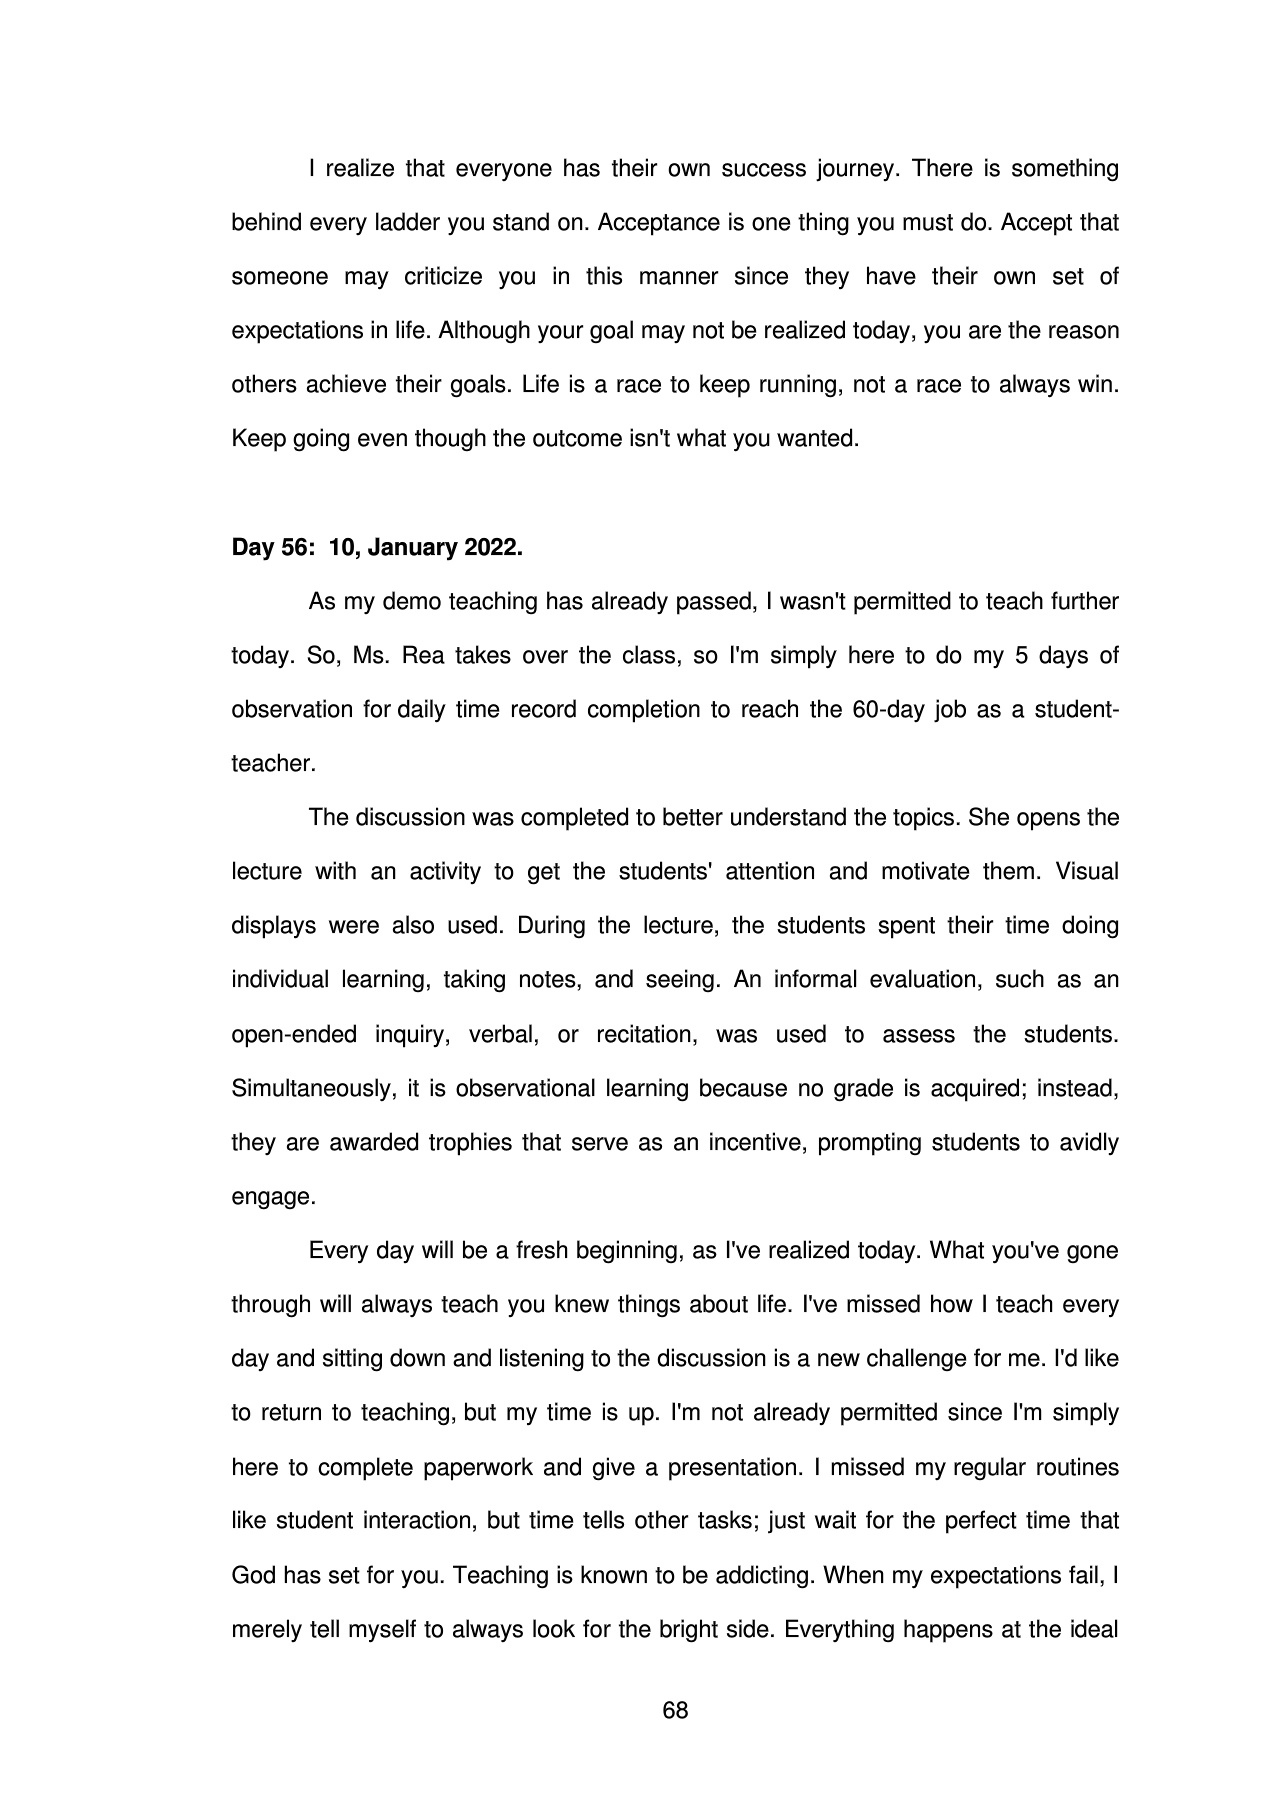 I realize that everyone has their own success journey. There is something
behind every ladder you stand on. Acceptance is one thing you must do. Accept that
someone may criticize you in this manner since they have their own set of
expectations in life. Although your goal may not be realized today, you are the reason
others achieve their goals. Life is a race to keep running, not a race to always win.
Keep going even though the outcome isn't what you wanted.
Day 56:  10, January 2022.
As my demo teaching has already passed, I wasn't permitted to teach further
today. So, Ms. Rea takes over the class, so I'm simply here to do my 5 days of
observation for daily time record completion to reach the 60-day job as a student-
teacher.
The discussion was completed to better understand the topics. She opens the
lecture with an activity to get the students' attention and motivate them. Visual
displays were also used. During the lecture, the students spent their time doing
individual learning, taking notes, and seeing. An informal evaluation, such as an
open-ended inquiry, verbal, or recitation, was used to assess the students.
Simultaneously, it is observational learning because no grade is acquired; instead,
they are awarded trophies that serve as an incentive, prompting students to avidly
engage.
Every day will be a fresh beginning, as I've realized today. What you've gone
through will always teach you knew things about life. I've missed how I teach every
day and sitting down and listening to the discussion is a new challenge for me. I'd like
to return to teaching, but my time is up. I'm not already permitted since I'm simply
here to complete paperwork and give a presentation. I missed my regular routines
like student interaction, but time tells other tasks; just wait for the perfect time that
God has set for you. Teaching is known to be addicting. When my expectations fail, I
merely tell myself to always look for the bright side. Everything happens at the ideal
68